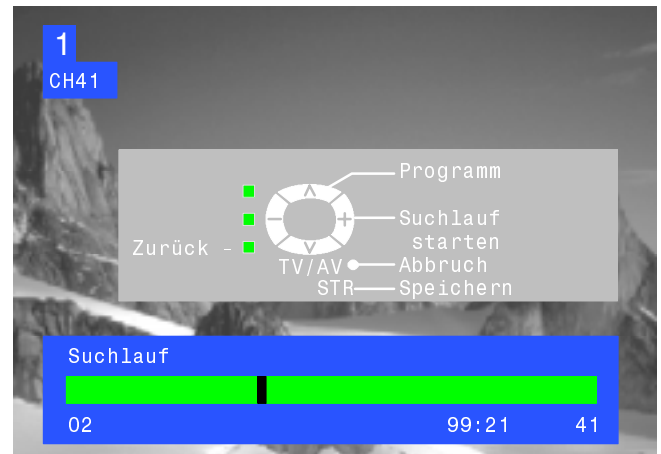 1
CH41
Programm
Suchlauf
starten
Zurück -
TV/AV Abbruch
STR Speichern
Suchlauf
02 99:21 41